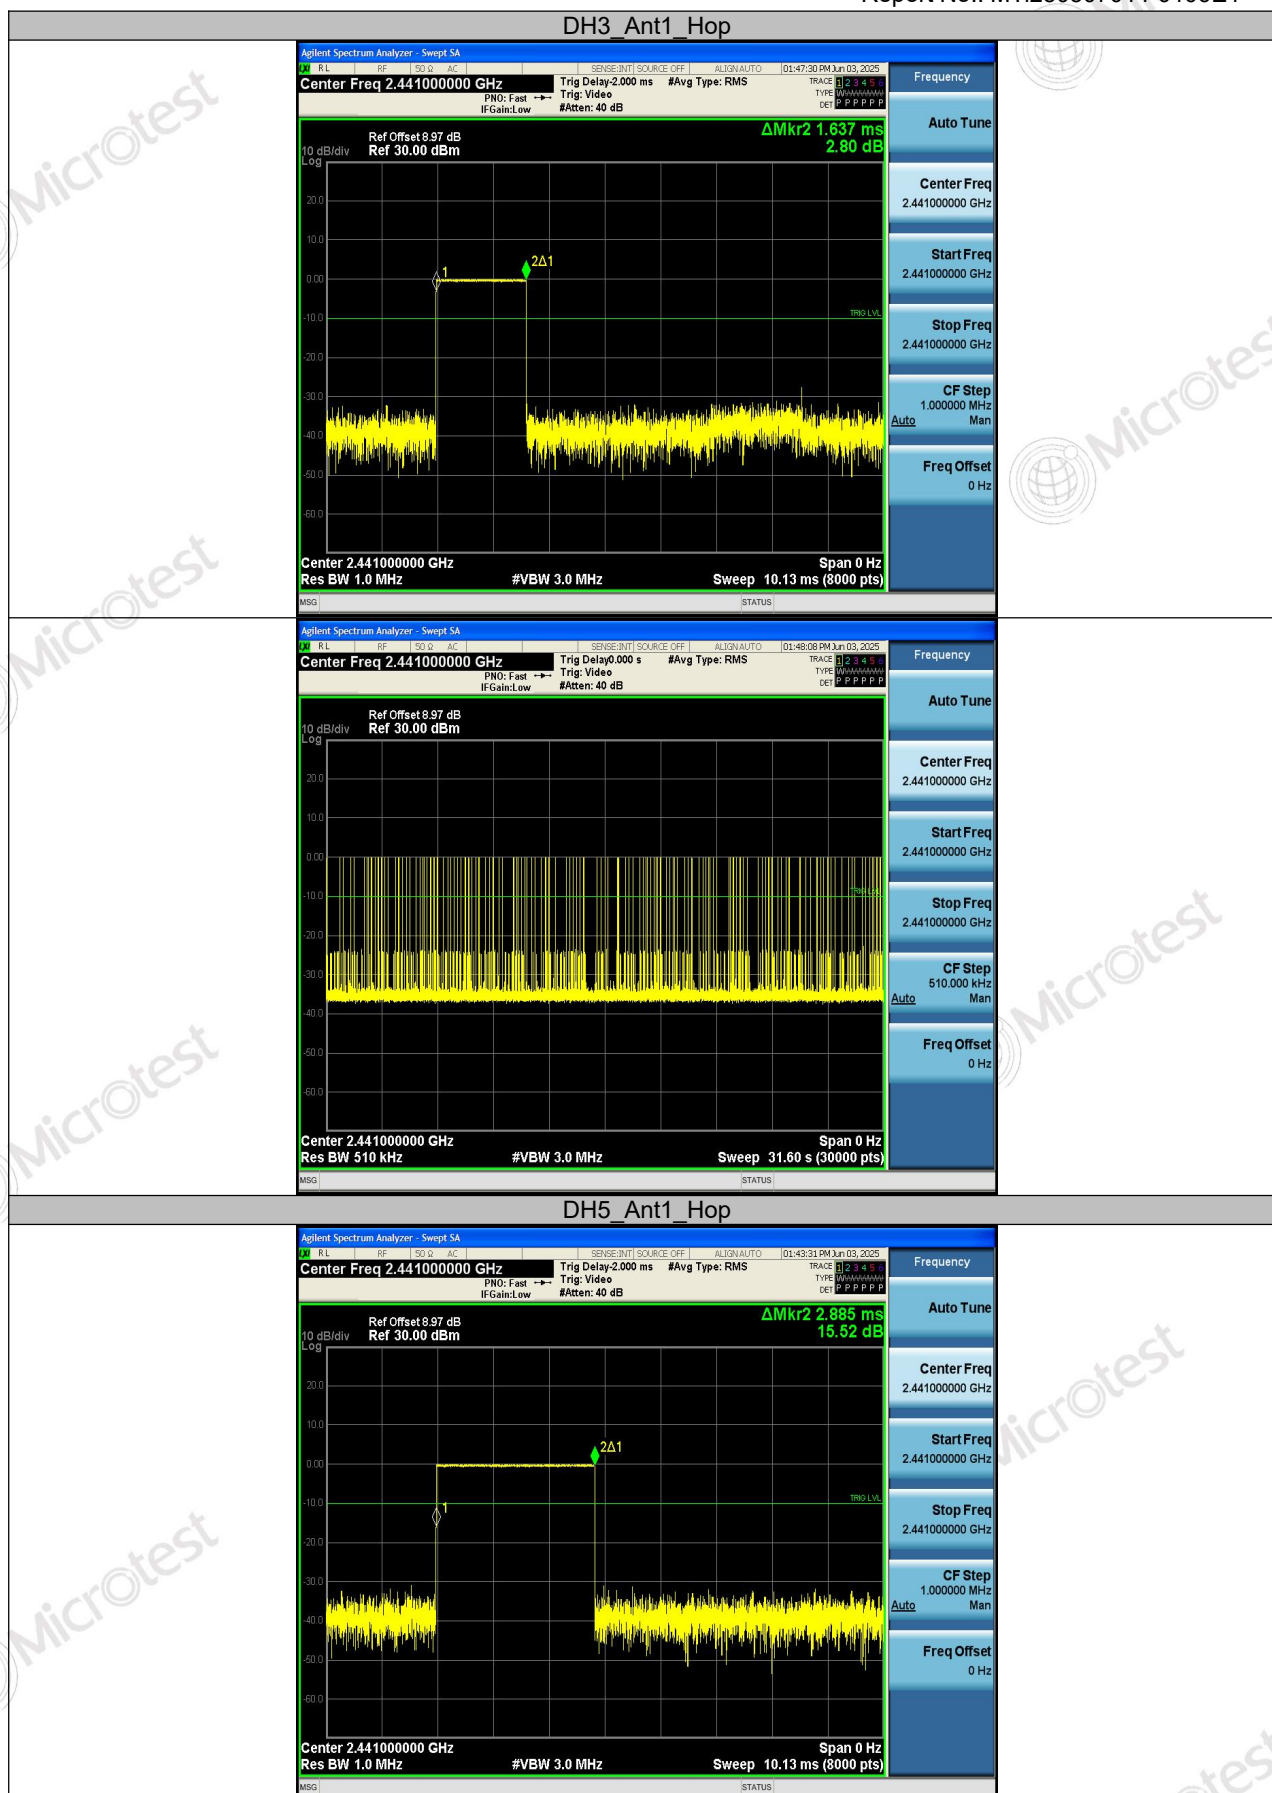 DH3_Ant1_Hop
Agilent Spectrum Analyzer - Swept SA
LXI RL RF 50 Ω AC SENSE:INT SOURCE OFF ALIGNAUTO 01:47:30 PM Jun 03, 2025
Center Freq 2.441000000 GHz Trig Delay-2.000 ms #Avg Type: RMS TRACE 1 2 3 4 5 6
PNO: Fast Trig: Video TYPE
IFGain:Low #Atten: 40 dB DET P P P P P P
Frequency
Auto Tune
Ref Offset 8.97 dB ΔMkr2 1.637 ms
10 dB/div Ref 30.00 dBm 2.80 dB
Log
20.0
10.0
0.00
-10.0
-20.0
-30.0
-40.0
-50.0
-60.0
1
2Δ1
TRIG LVL
Center Freq
2.441000000 GHz
Start Freq
2.441000000 GHz
Stop Freq
2.441000000 GHz
CF Step
1.000000 MHz
Auto Man
Freq Offset
0 Hz
Center 2.441000000 GHz Span 0 Hz
Res BW 1.0 MHz #VBW 3.0 MHz Sweep 10.13 ms (8000 pts)
MSG STATUS
Agilent Spectrum Analyzer - Swept SA
LXI RL RF 50 Ω AC SENSE:INT SOURCE OFF ALIGNAUTO 01:48:08 PM Jun 03, 2025
Center Freq 2.441000000 GHz Trig Delay0.000 s #Avg Type: RMS TRACE 1 2 3 4 5 6
PNO: Fast Trig: Video TYPE
IFGain:Low #Atten: 40 dB DET P P P P P P
Frequency
Auto Tune
Ref Offset 8.97 dB
10 dB/div Ref 30.00 dBm
Log
20.0
10.0
0.00
-10.0
-20.0
-30.0
-40.0
-50.0
-60.0
TRIG LVL
Center Freq
2.441000000 GHz
Start Freq
2.441000000 GHz
Stop Freq
2.441000000 GHz
CF Step
510.000 kHz
Auto Man
Freq Offset
0 Hz
Center 2.441000000 GHz Span 0 Hz
Res BW 510 kHz #VBW 3.0 MHz Sweep 31.60 s (30000 pts)
MSG STATUS
DH5_Ant1_Hop
Agilent Spectrum Analyzer - Swept SA
LXI RL RF 50 Ω AC SENSE:INT SOURCE OFF ALIGNAUTO 01:43:31 PM Jun 03, 2025
Center Freq 2.441000000 GHz Trig Delay-2.000 ms #Avg Type: RMS TRACE 1 2 3 4 5 6
PNO: Fast Trig: Video TYPE
IFGain:Low #Atten: 40 dB DET P P P P P P
Frequency
Auto Tune
Ref Offset 8.97 dB ΔMkr2 2.885 ms
10 dB/div Ref 30.00 dBm 15.52 dB
Log
20.0
10.0
0.00
-10.0
-20.0
-30.0
-40.0
-50.0
-60.0
1
2Δ1
TRIG LVL
Center Freq
2.441000000 GHz
Start Freq
2.441000000 GHz
Stop Freq
2.441000000 GHz
CF Step
1.000000 MHz
Auto Man
Freq Offset
0 Hz
Center 2.441000000 GHz Span 0 Hz
Res BW 1.0 MHz #VBW 3.0 MHz Sweep 10.13 ms (8000 pts)
MSG STATUS
Microtest
Microtest
Microtest
Microtest
Microtest
Microtest